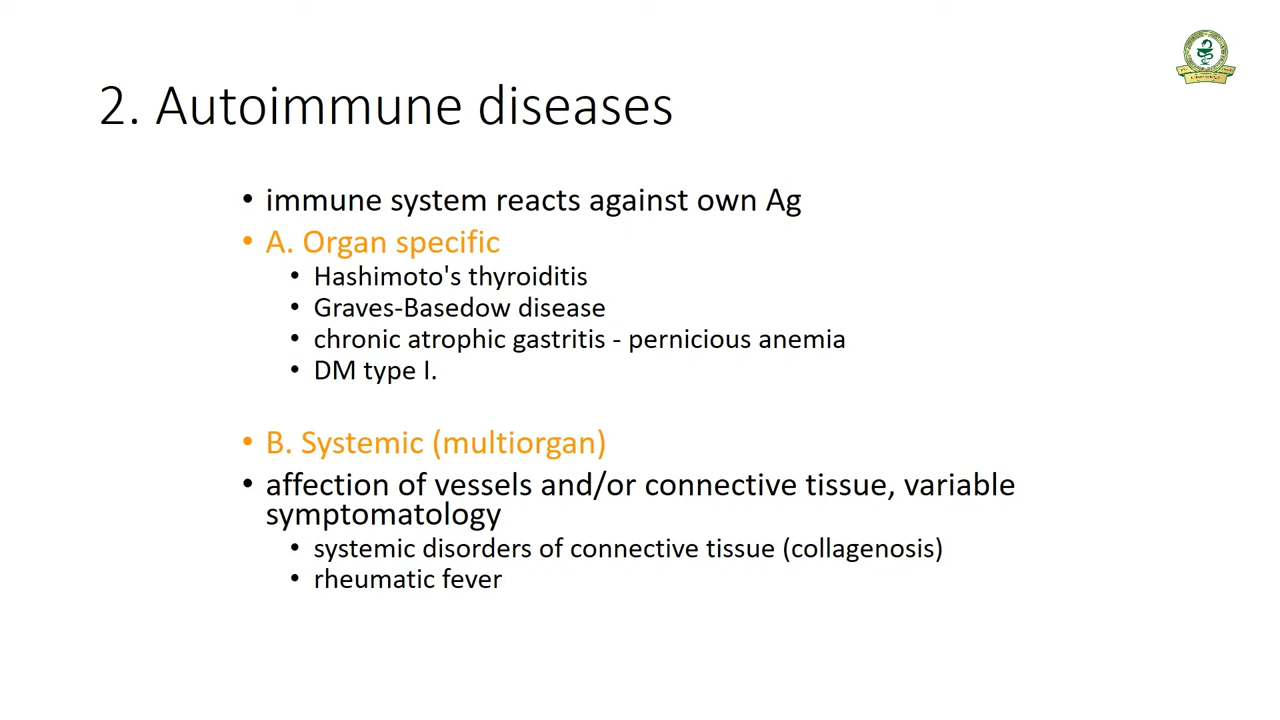 2. Autoimmune diseases
• immune system reacts against own Ag
• A. Organ specific
• Hashimoto's thyroiditis
• Graves-Basedow disease
• chronic atrophic gastritis - pernicious anemia
• DM type I.
• B. Systemic (multiorgan)
• affection of vessels and/or connective tissue, variable
symptomatology
• systemic disorders of connective tissue (collagenosis)
• rheumatic fever